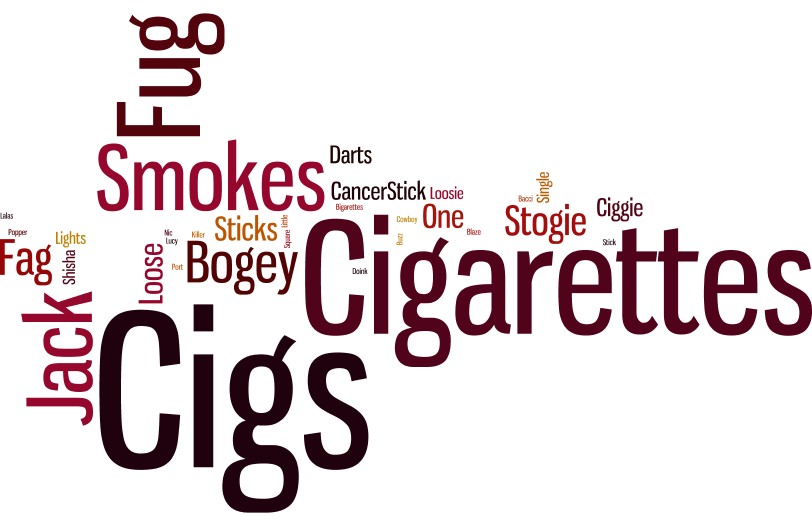 Fug
Smokes
Darts
CancerStick
Loosie
Bigarettes
Bacci
Single
Ciggie
Lalas
Popper
Lights
Fag
Shisha
Nic
Lucy
Killer
Sticks
Little
Square
Cowboy
One
Buzz
Blaze
Stogie
Stick
Loose
Port
Bogey
Doink
Cigarettes
Jack
Cigs